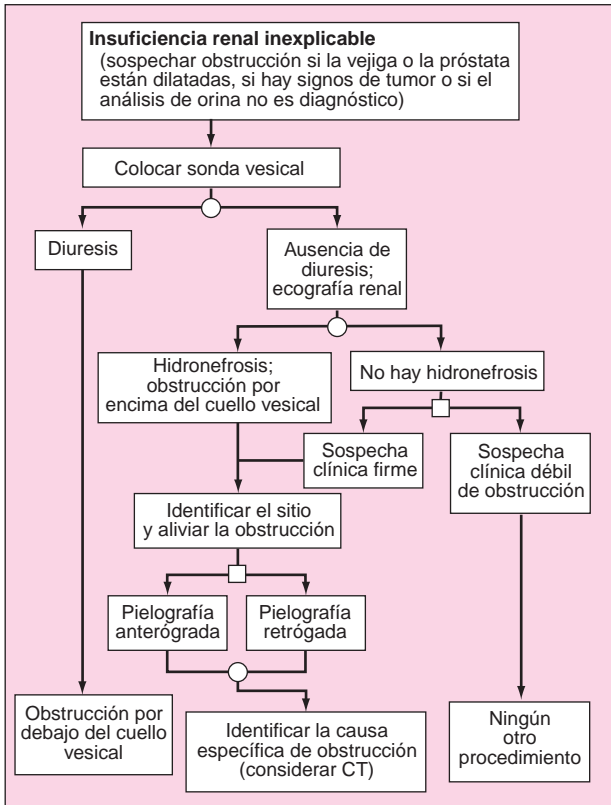 Insuficiencia renal inexplicable
(sospechar obstrucción si la vejiga o la próstata
están dilatadas, si hay signos de tumor o si el
análisis de orina no es diagnóstico)
Colocar sonda vesical
Diuresis
Ausencia de
diuresis;
ecografía renal
Hidronefrosis;
obstrucción por
encima del cuello vesical
No hay hidronefrosis
Sospecha
clínica firme
Sospecha
clínica débil
de obstrucción
Identificar el sitio
y aliviar la obstrucción
Pielografía
anterógrada
Pielografía
retrógada
Obstrucción por
debajo del cuello
vesical
Identificar la causa
específica de obstrucción
(considerar CT)
Ningún
otro
procedimiento